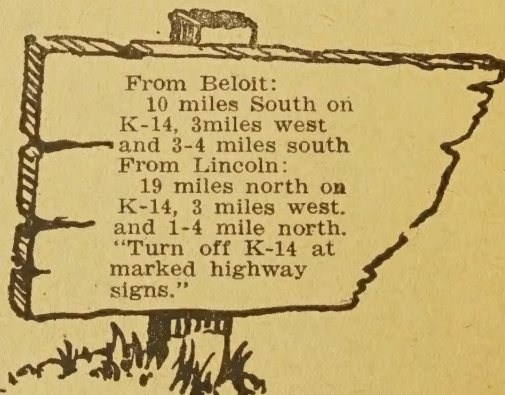 From Beloit:
10 miles South on
K-14, 3miles west
and 3-4 miles south
From Lincoln:
19 miles north on
K-14, 3 miles west.
and 1-4 mile north.
"Turn off K-14 at
marked highway
signs."